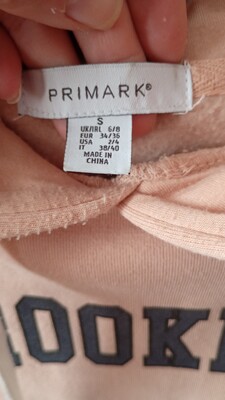 PRIMARK®
S
UK/IRL 6/8
EUR 34/36
USA 2/4
IT 38/40
MADE IN
CHINA